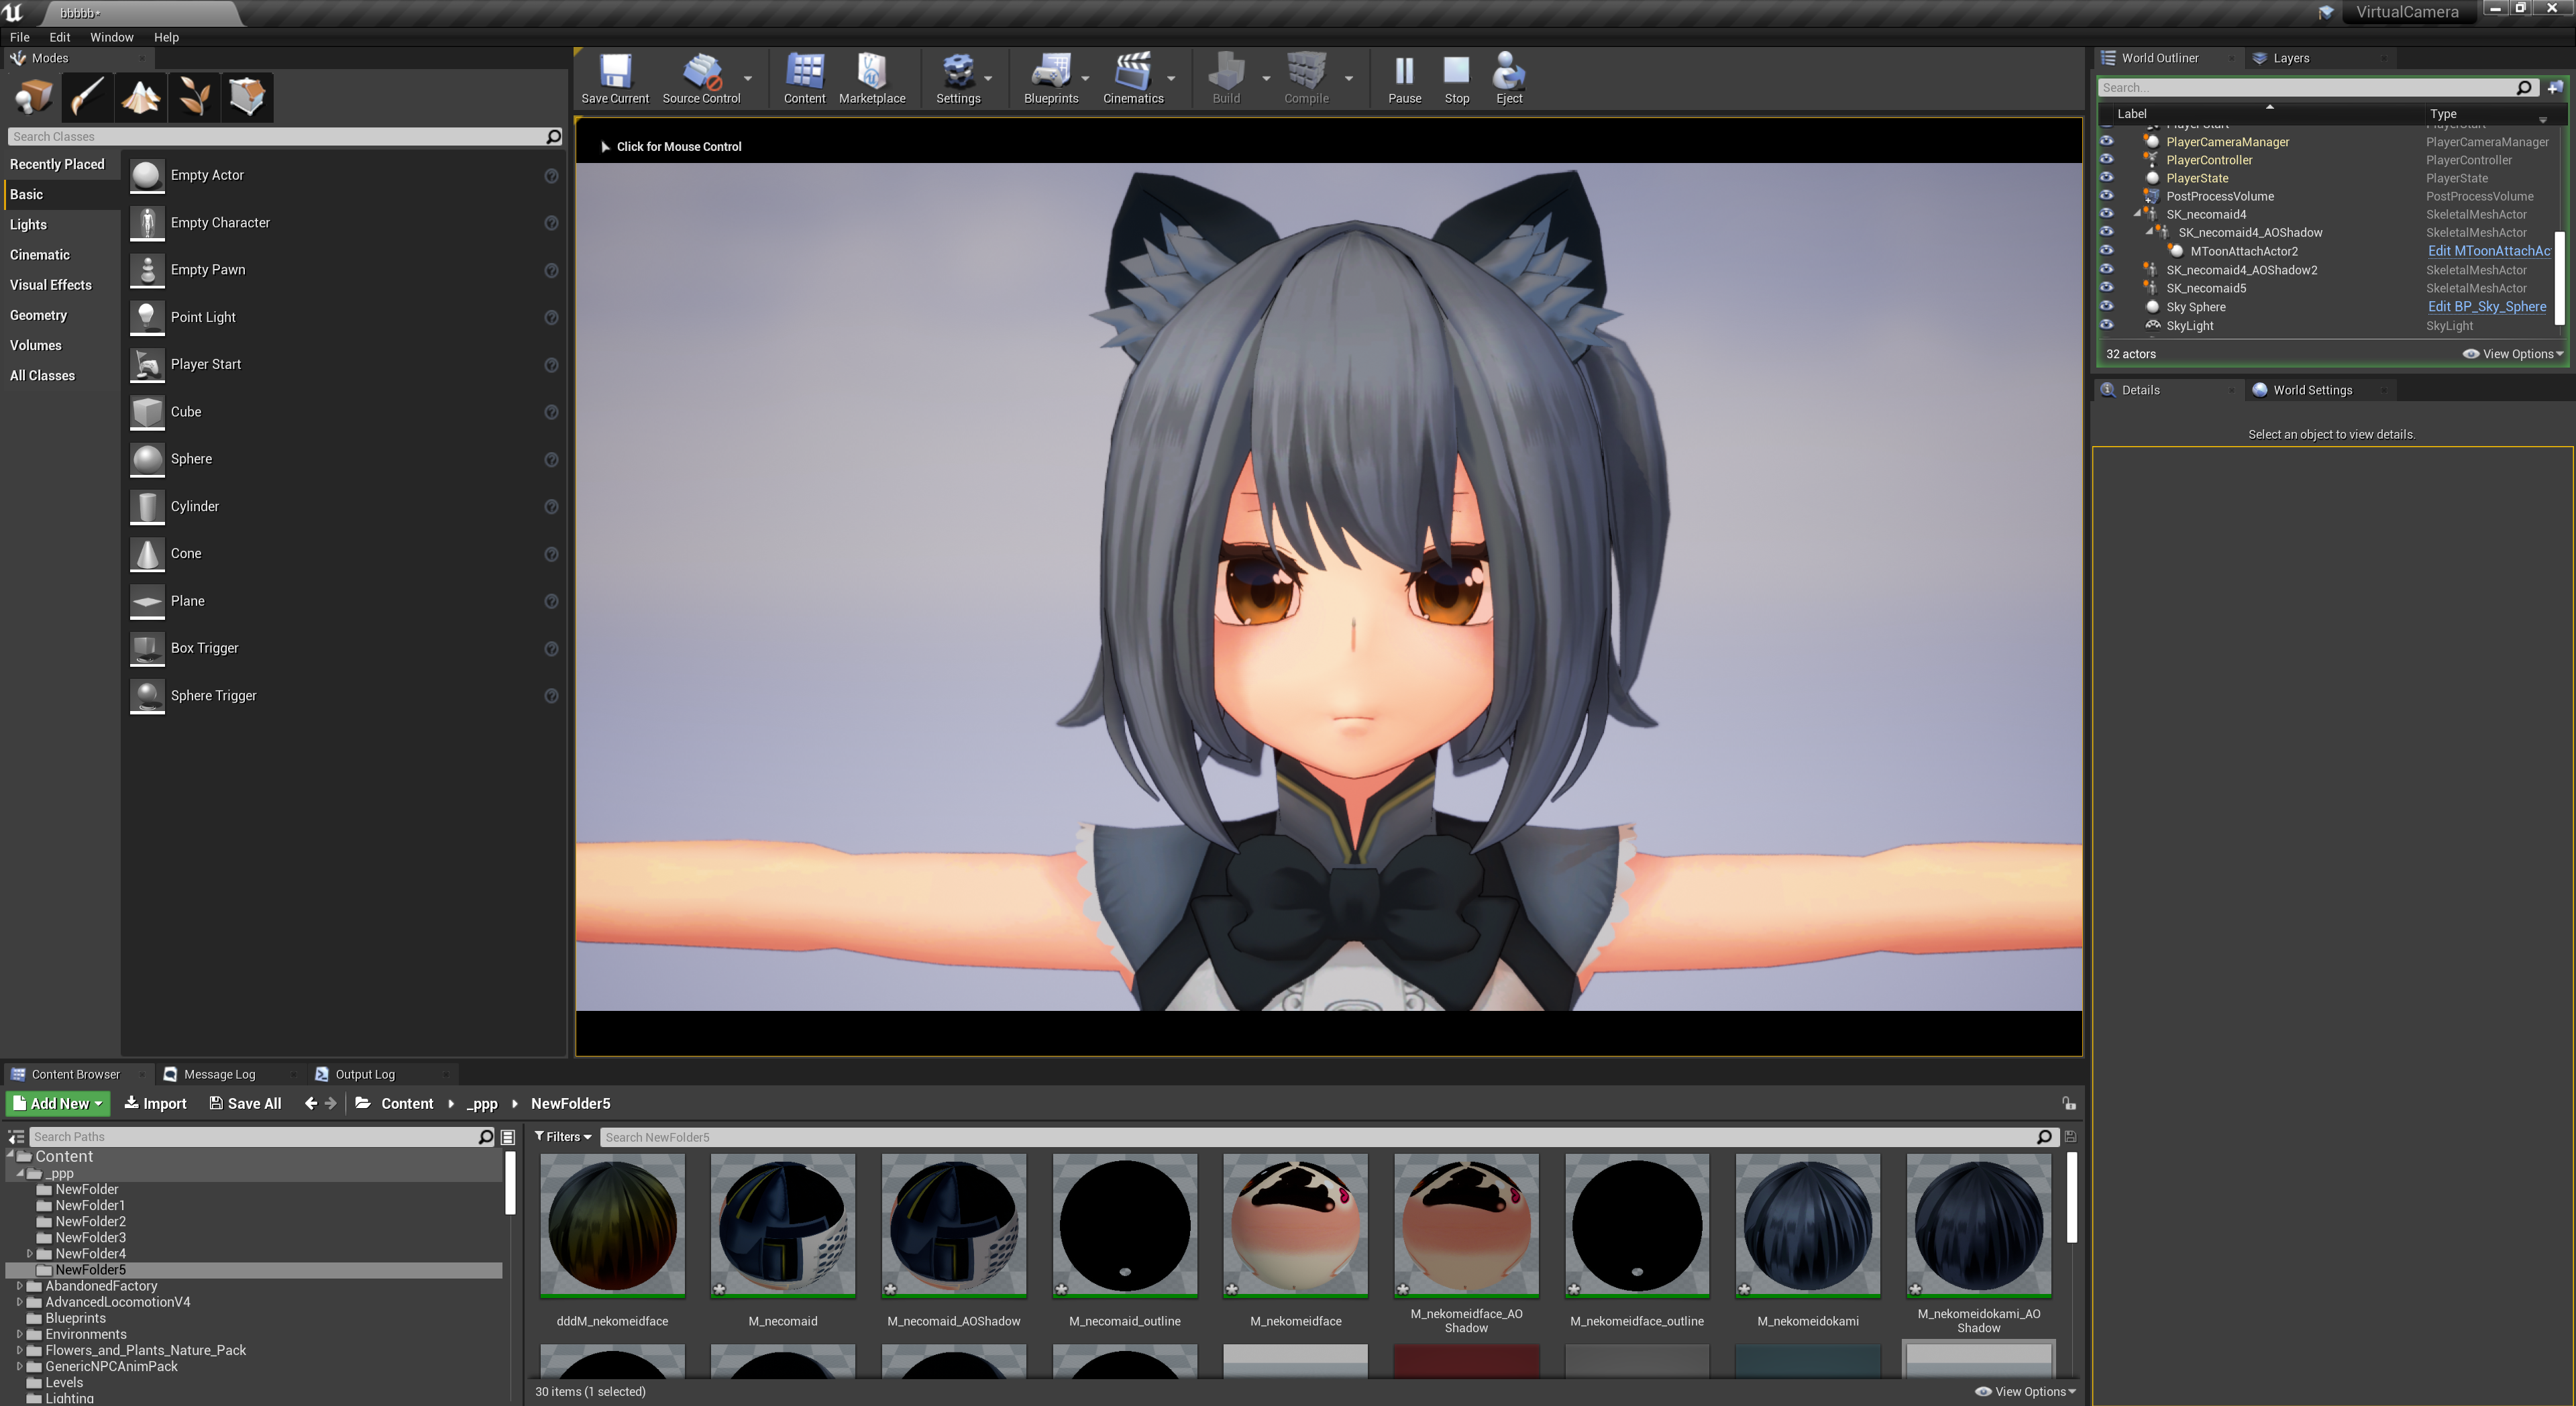 bbbbb*
VirtualCamera
File Edit Window Help
Modes
Search Classes
Recently Placed
Basic
Lights
Cinematic
Visual Effects
Geometry
Volumes
All Classes
Empty Actor
Empty Character
Empty Pawn
Point Light
Player Start
Cube
Sphere
Cylinder
Cone
Plane
Box Trigger
Sphere Trigger
Save Current Source Control Content Marketplace Settings Blueprints Cinematics Build Compile Pause Stop Eject
Click for Mouse Control
World Outliner Layers
Search...
Label Type
PlayerStart PlayerStart
PlayerCameraManager PlayerCameraManager
PlayerController PlayerController
PlayerState PlayerState
PostProcessVolume PostProcessVolume
SK_necomaid4 SkeletalMeshActor
SK_necomaid4_AOShadow SkeletalMeshActor
MToonAttachActor2 Edit MToonAttachAc
SK_necomaid4_AOShadow2 SkeletalMeshActor
SK_necomaid5 SkeletalMeshActor
Sky Sphere Edit BP_Sky_Sphere
SkyLight SkyLight
32 actors View Options
Details World Settings
Select an object to view details.
Content Browser Message Log Output Log
Add New Import Save All Content _ppp NewFolder5
Search Paths
Content
_ppp
NewFolder
NewFolder1
NewFolder2
NewFolder3
NewFolder4
NewFolder5
AbandonedFactory
AdvancedLocomotionV4
Blueprints
Environments
Flowers_and_Plants_Nature_Pack
GenericNPCAnimPack
Levels
Lighting
Filters Search NewFolder5
dddM_nekomeidface
M_necomaid
M_necomaid_AOShadow
M_necomaid_outline
M_nekomeidface
M_nekomeidface_AO
Shadow
M_nekomeidface_outline
M_nekomeidokami
M_nekomeidokami_AO
Shadow
30 items (1 selected) View Options